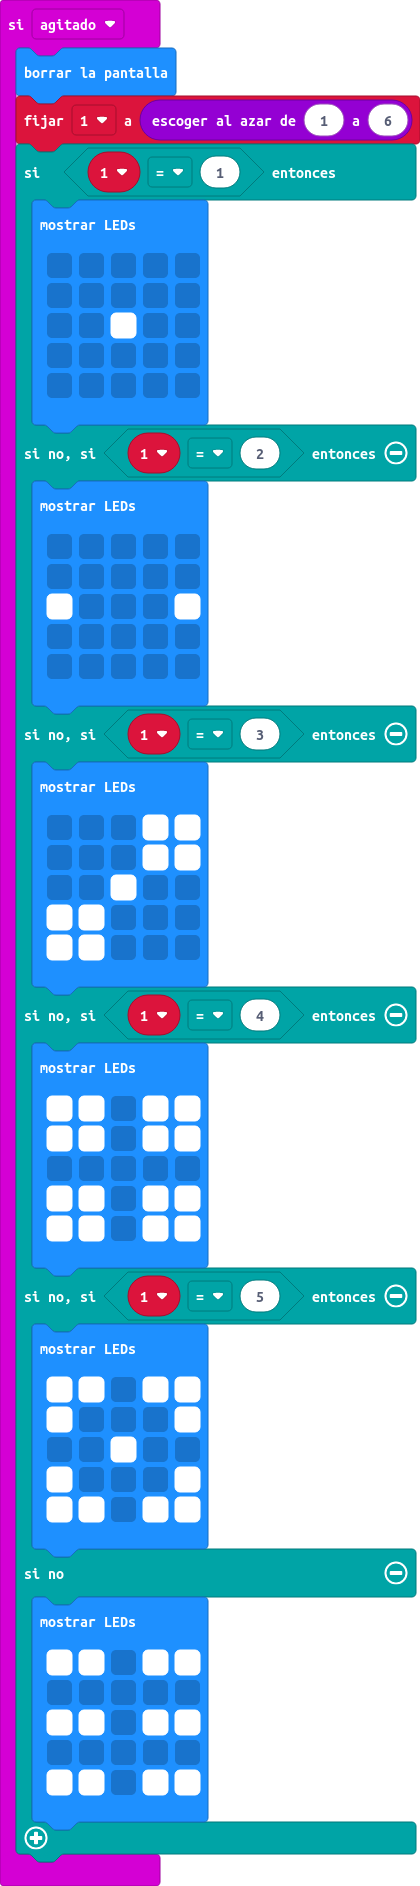 si agitado
borrar la pantalla
fijar 1 a escoger al azar de 1 a 6
si 1 = 1 entonces
mostrar LEDs
si no, si 1 = 2 entonces
mostrar LEDs
si no, si 1 = 3 entonces
mostrar LEDs
si no, si 1 = 4 entonces
mostrar LEDs
si no, si 1 = 5 entonces
mostrar LEDs
si no
mostrar LEDs